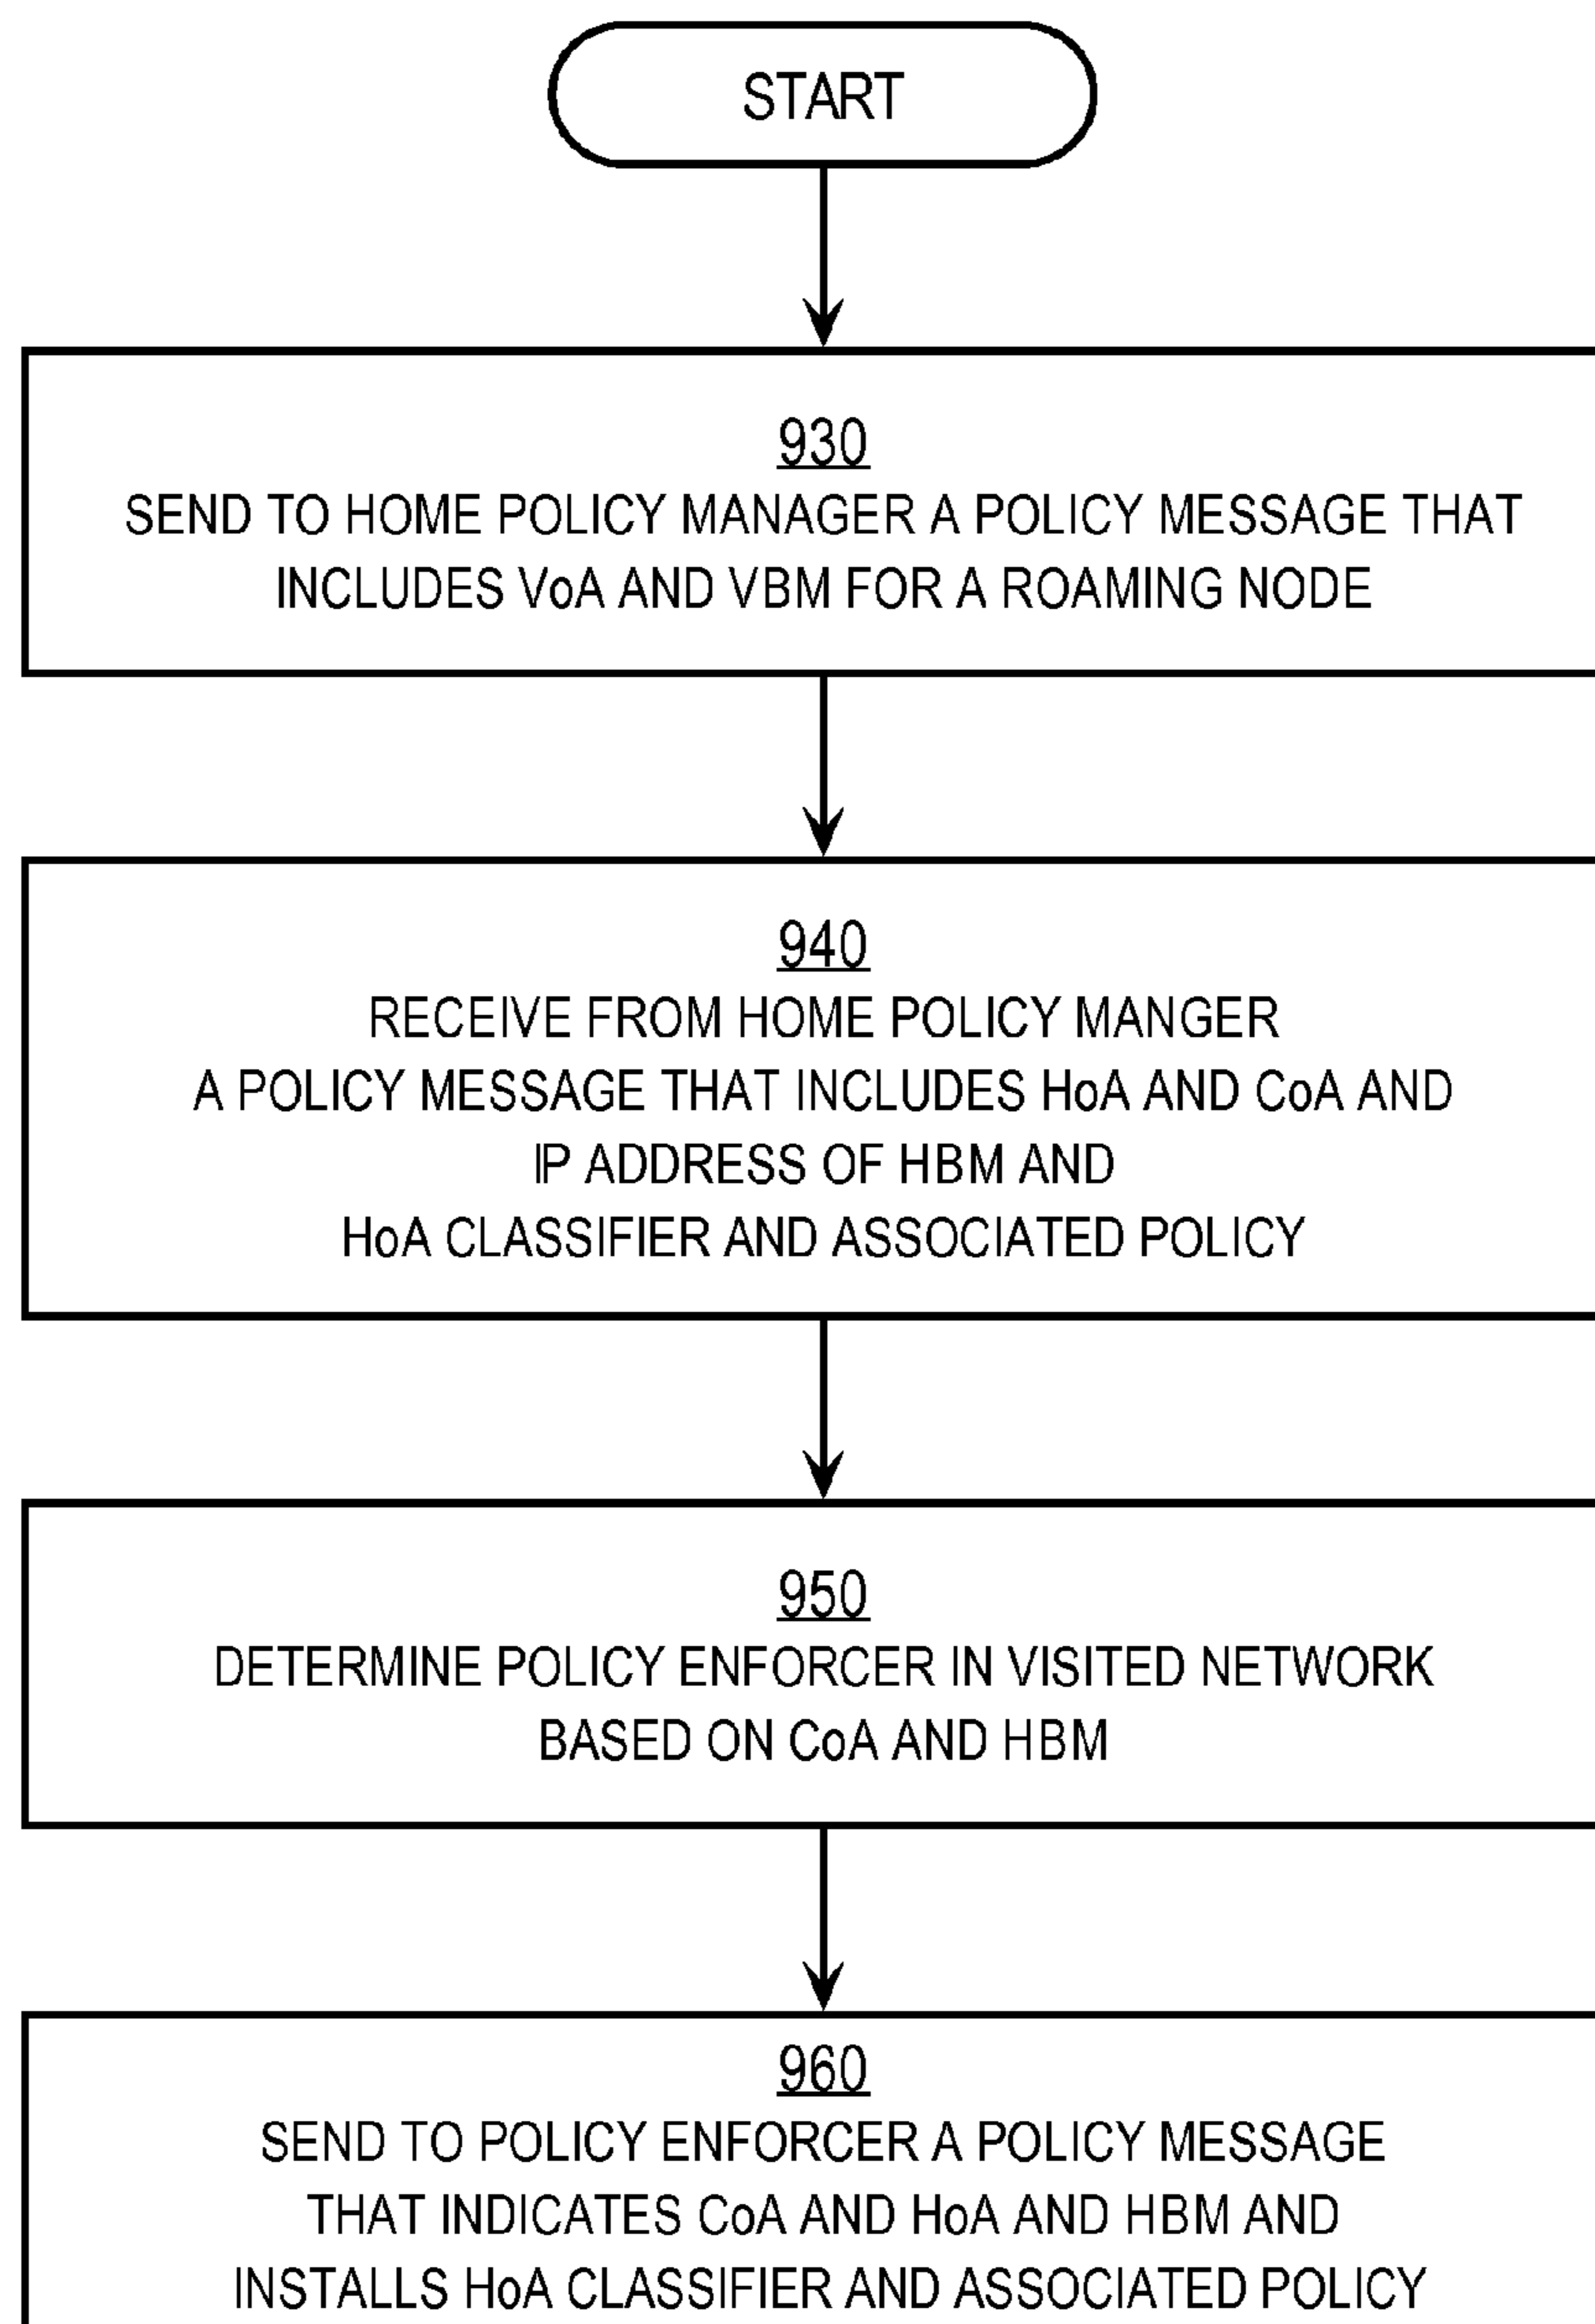 START
930
SEND TO HOME POLICY MANAGER A POLICY MESSAGE THAT
INCLUDES VoA AND VBM FOR A ROAMING NODE
940
RECEIVE FROM HOME POLICY MANGER
A POLICY MESSAGE THAT INCLUDES HoA AND CoA AND
IP ADDRESS OF HBM AND
HoA CLASSIFIER AND ASSOCIATED POLICY
950
DETERMINE POLICY ENFORCER IN VISITED NETWORK
BASED ON CoA AND HBM
960
SEND TO POLICY ENFORCER A POLICY MESSAGE
THAT INDICATES CoA AND HoA AND HBM AND
INSTALLS HoA CLASSIFIER AND ASSOCIATED POLICY